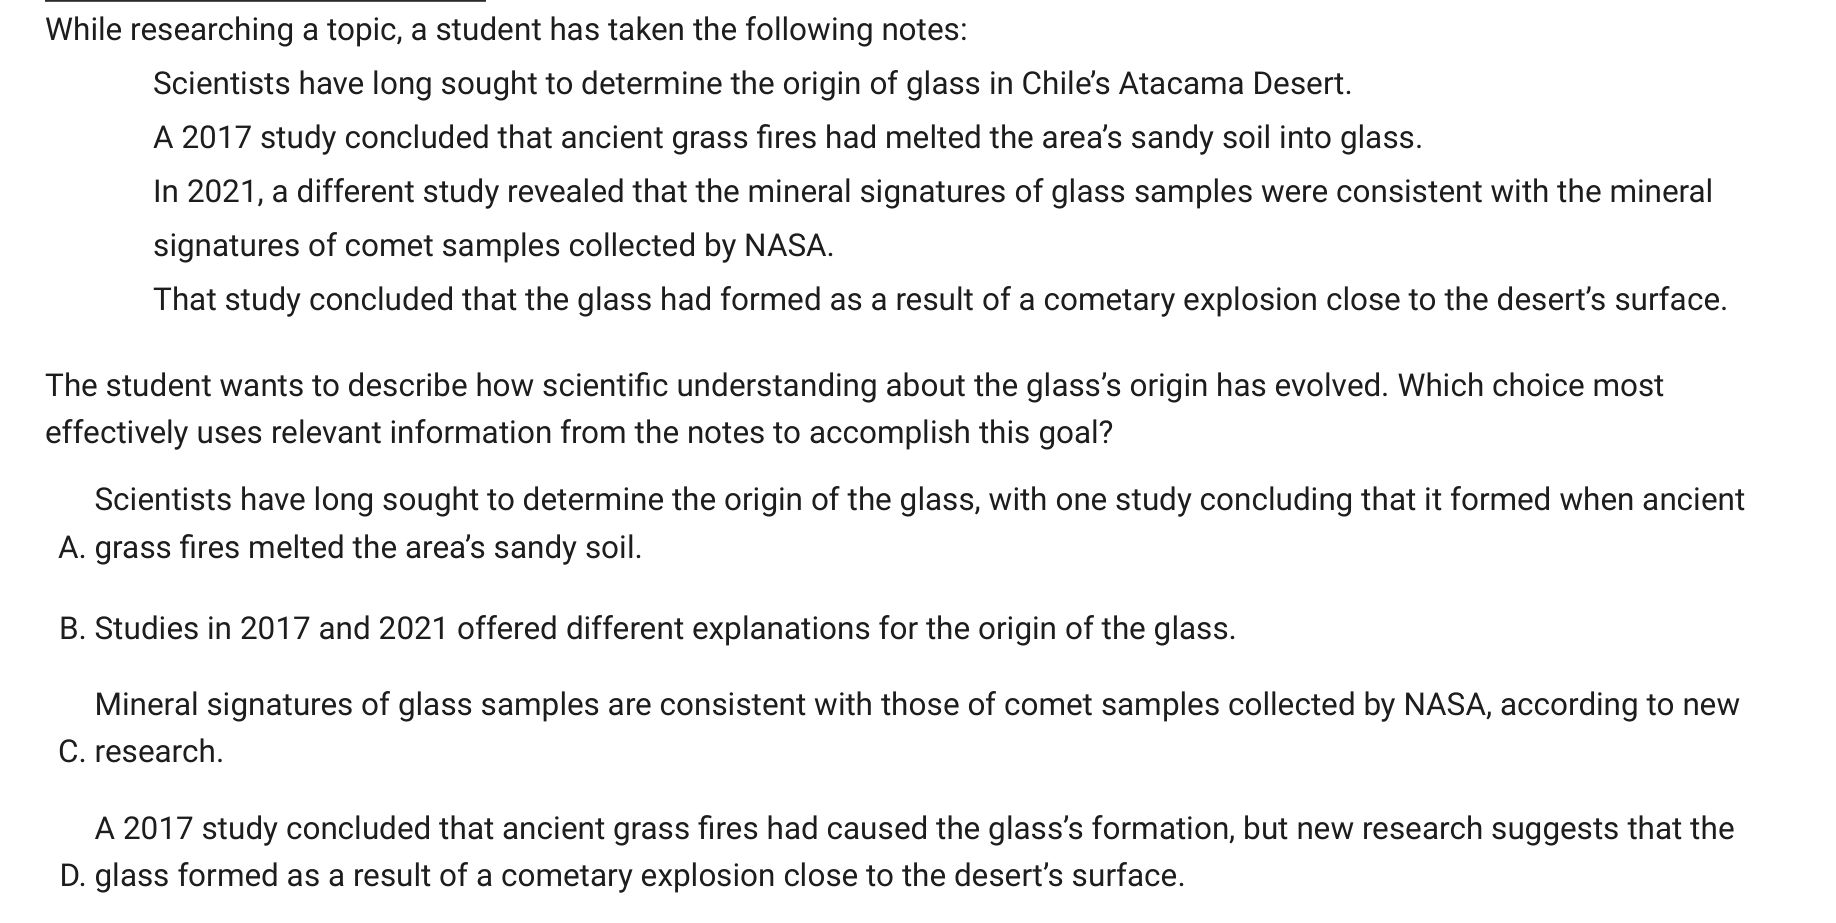 While researching a topic, a student has taken the following notes:
Scientists have long sought to determine the origin of glass in Chile’s Atacama Desert.
A 2017 study concluded that ancient grass fires had melted the area’s sandy soil into glass.
In 2021, a different study revealed that the mineral signatures of glass samples were consistent with the mineral
signatures of comet samples collected by NASA.
That study concluded that the glass had formed as a result of a cometary explosion close to the desert’s surface.
The student wants to describe how scientific understanding about the glass’s origin has evolved. Which choice most
effectively uses relevant information from the notes to accomplish this goal?
Scientists have long sought to determine the origin of the glass, with one study concluding that it formed when ancient
A. grass fires melted the area’s sandy soil.
B. Studies in 2017 and 2021 offered different explanations for the origin of the glass.
Mineral signatures of glass samples are consistent with those of comet samples collected by NASA, according to new
C. research.
A 2017 study concluded that ancient grass fires had caused the glass’s formation, but new research suggests that the
D. glass formed as a result of a cometary explosion close to the desert’s surface.